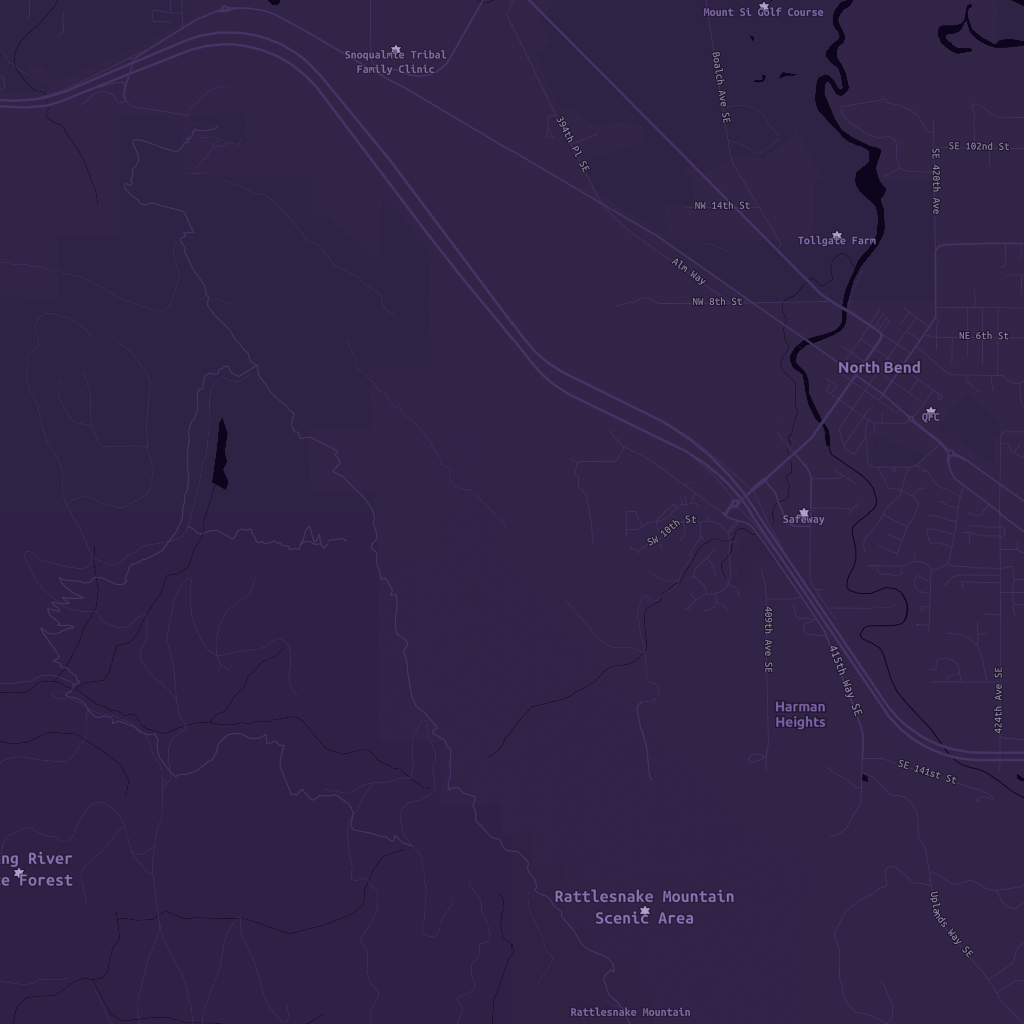 Mount Si Golf Course
Snoqualmie Tribal
Family Clinic
Boalch Ave SE
394th Pl SE
SE 102nd St
SE 420th Ave
NW 14th St
Tollgate Farm
Alm Way
NW 8th St
NE 6th St
North Bend
QFC
Safeway
SW 10th St
409th Ave SE
415th Way SE
424th Ave SE
Harman
Heights
SE 141st St
ng River
e Forest
Rattlesnake Mountain
Scenic Area
Uplands Way SE
Rattlesnake Mountain